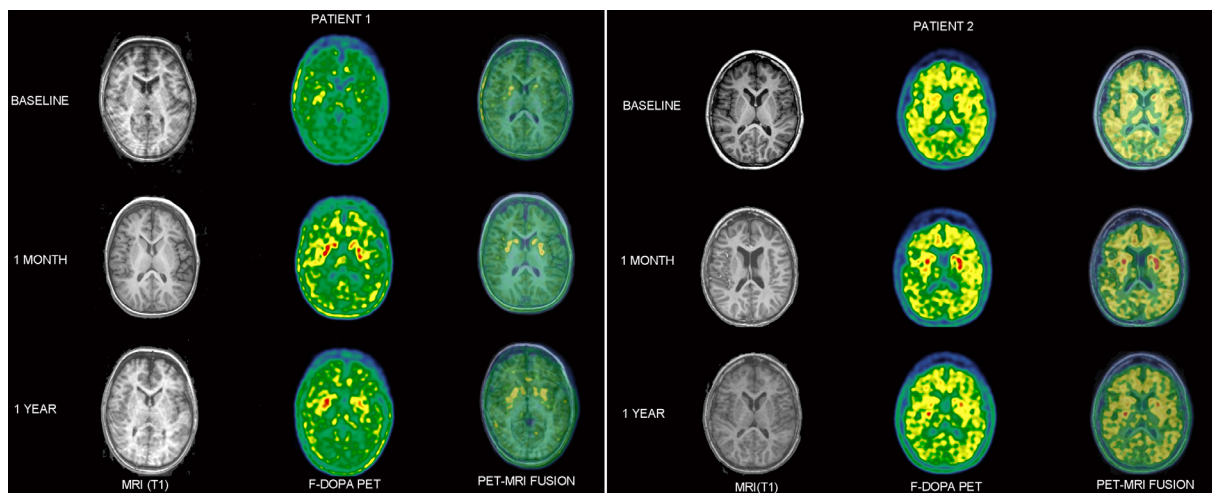 PATIENT 1
BASELINE
1 MONTH
1 YEAR
MRI (T1)
F-DOPA PET
PET-MRI FUSION
PATIENT 2
BASELINE
1 MONTH
1 YEAR
MRI(T1)
F-DOPA PET
PET-MRI FUSION